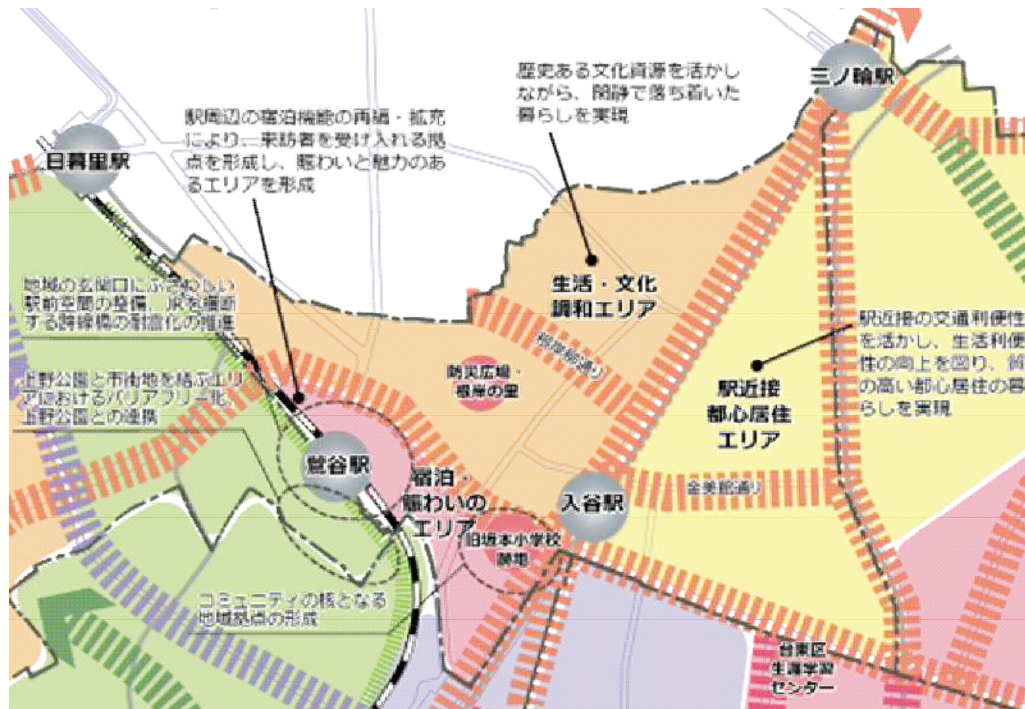 三ノ輪駅
歴史ある文化資源を活かし
ながら、閑静で落ち着いた
暮らしを実現
駅周辺の宿泊機能の再編・拡充
により、来訪者を受け入れる拠
点を形成し、賑わいと魅力のあ
るエリアを形成
日暮里駅
生活・文化
調和エリア
地域の玄関口にふさわしい
駅前空間の整備、JRを横断
する跨線橋の耐震化の推進
駅近接の交通利便性
を活かし、生活利便
性の向上を図り、質
の高い都心居住の暮
らしを実現
柳通り
防災広場・
根岸の里
駅近接
都心居住
エリア
上野公園と市街地を結ぶエリ
アにおけるバリアフリー化、
上野公園との連携
鶯谷駅
宿泊・
賑わいの
エリア
金美館通り
入谷駅
旧坂本小学校
跡地
コミュニティの核となる
地域拠点の形成
台東区
生涯学習
センター